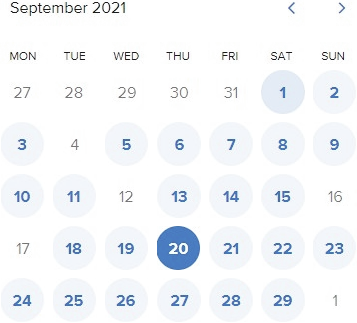 September 2021
MON TUE WED THU FRI SAT SUN
27 28 29 30 31 1 2
3 4 5 6 7 8 9
10 11 12 13 14 15 16
17 18 19 20 21 22 23
24 25 26 27 28 29 1